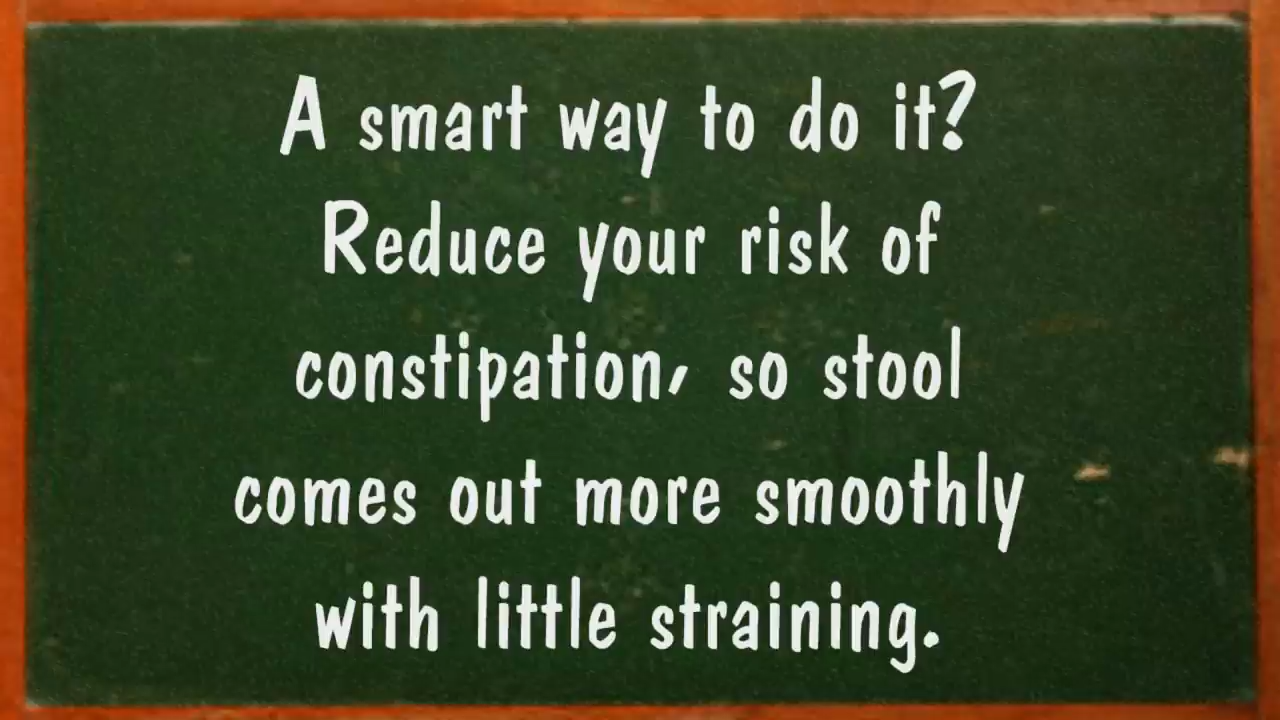 A smart way to do it?
Reduce your risk of
constipation, so stool
comes out more smoothly
with little straining.